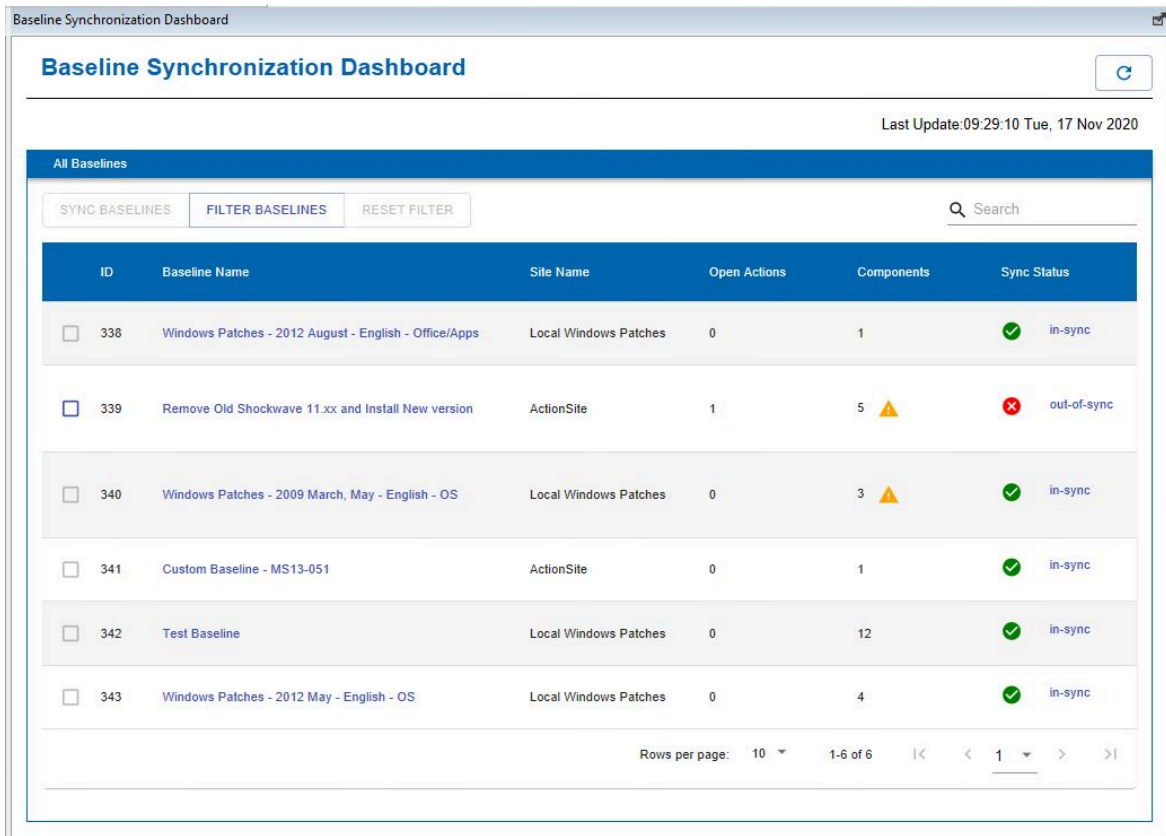 Baseline Synchronization Dashboard
Baseline Synchronization Dashboard
Last Update:09:29:10 Tue, 17 Nov 2020
All Baselines
SYNC BASELINES FILTER BASELINES RESET FILTER Search
ID Baseline Name Site Name Open Actions Components Sync Status
338 Windows Patches - 2012 August - English - Office/Apps Local Windows Patches 0 1 in-sync
339 Remove Old Shockwave 11.xx and Install New version ActionSite 1 5 out-of-sync
340 Windows Patches - 2009 March, May - English - OS Local Windows Patches 0 3 in-sync
341 Custom Baseline - MS13-051 ActionSite 0 1 in-sync
342 Test Baseline Local Windows Patches 0 12 in-sync
343 Windows Patches - 2012 May - English - OS Local Windows Patches 0 4 in-sync
Rows per page: 10 1-6 of 6 1